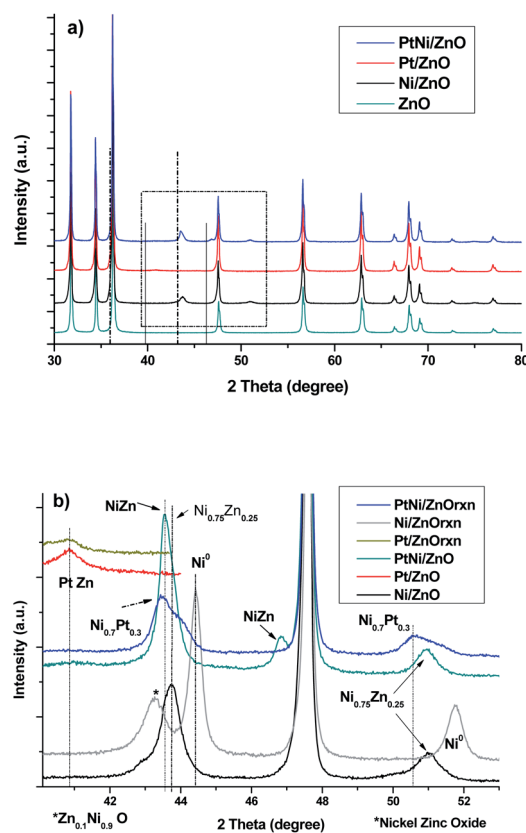 a)
PtNi/ZnO
Pt/ZnO
Ni/ZnO
ZnO
Intensity (a.u.)
30 40 50 60 70 80
2 Theta (degree)
b)
NiZn
Ni0.75Zn0.25
PtNi/ZnOrxn
Ni/ZnOrxn
Pt/ZnOrxn
PtNi/ZnO
Pt/ZnO
Ni/ZnO
Pt Zn
Ni0
Ni0.7Pt0.3
NiZn
Ni0.7Pt0.3
*
Ni0.75Zn0.25
Ni0
Intensity (a.u.)
42 44 46 48 50 52
*Zn0.1Ni0.9 O
2 Theta (degree)
*Nickel Zinc Oxide